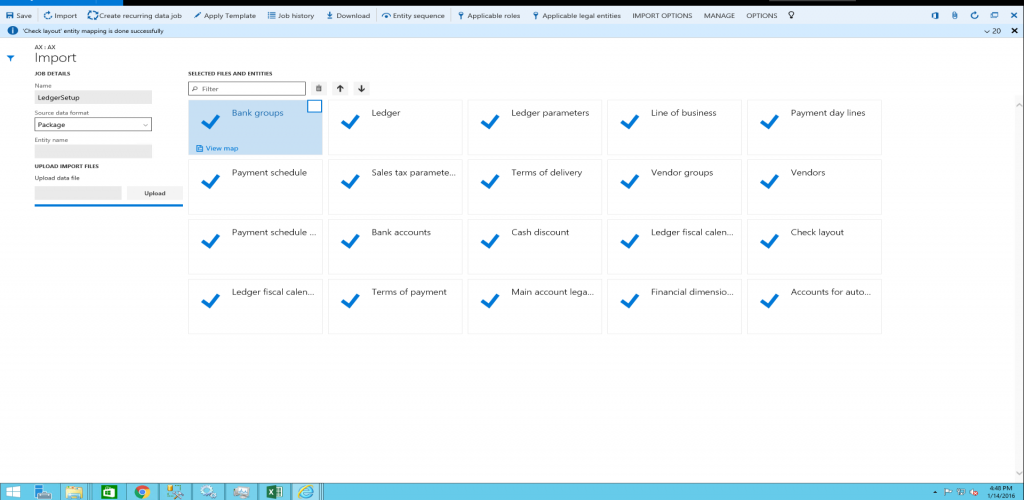 Save Import Create recurring data job Apply Template Job history Download Entity sequence Applicable roles Applicable legal entities IMPORT OPTIONS MANAGE OPTIONS
'Check layout' entity mapping is done successfully 20
AX : AX
Import
JOB DETAILS
Name
LedgerSetup
Source data format
Package
Entity name
UPLOAD IMPORT FILES
Upload data file
Upload
SELECTED FILES AND ENTITIES
Filter
Bank groups
View map
Ledger
Ledger parameters
Line of business
Payment day lines
Payment schedule
Sales tax paramete...
Terms of delivery
Vendor groups
Vendors
Payment schedule ...
Bank accounts
Cash discount
Ledger fiscal calen...
Check layout
Ledger fiscal calen...
Terms of payment
Main account lega...
Financial dimensio...
Accounts for auto...
4:48 PM
1/14/2016